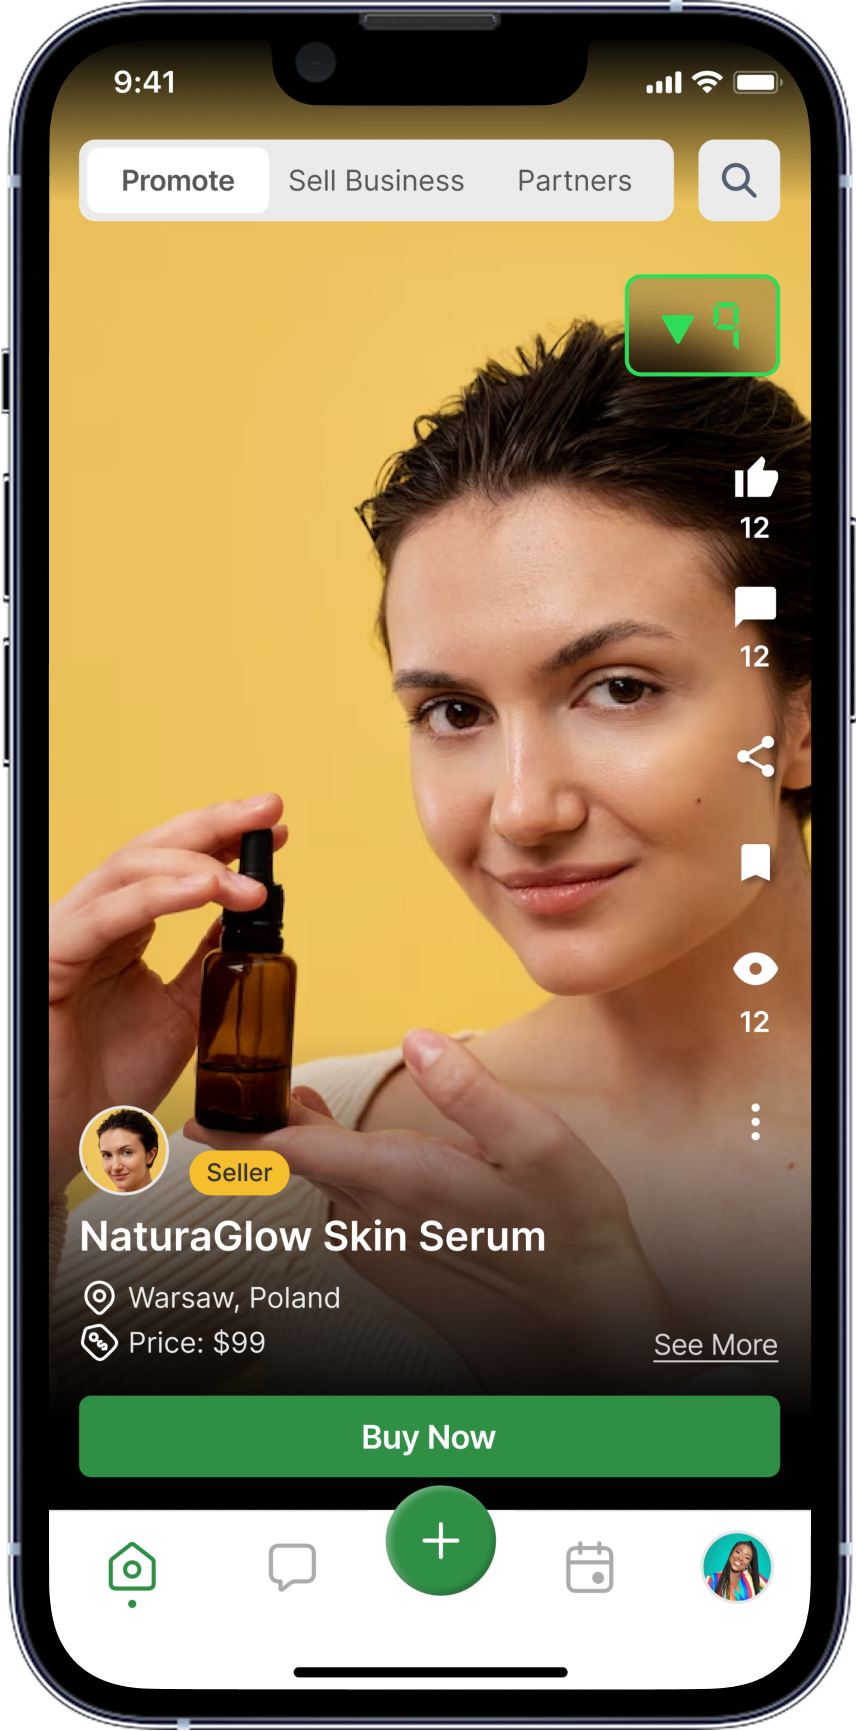 9:41
Promote Sell Business Partners
9
12
12
12
Seller
NaturaGlow Skin Serum
Warsaw, Poland
Price: $99
See More
Buy Now